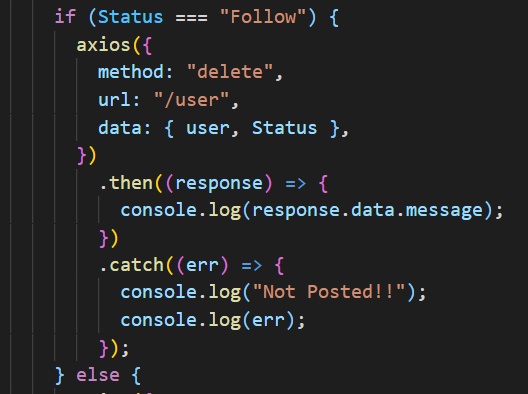 if (Status === "Follow") {
axios({
method: "delete",
url: "/user",
data: { user, Status },
})
.then((response) => {
console.log(response.data.message);
})
.catch((err) => {
console.log("Not Posted!!");
console.log(err);
});
} else {